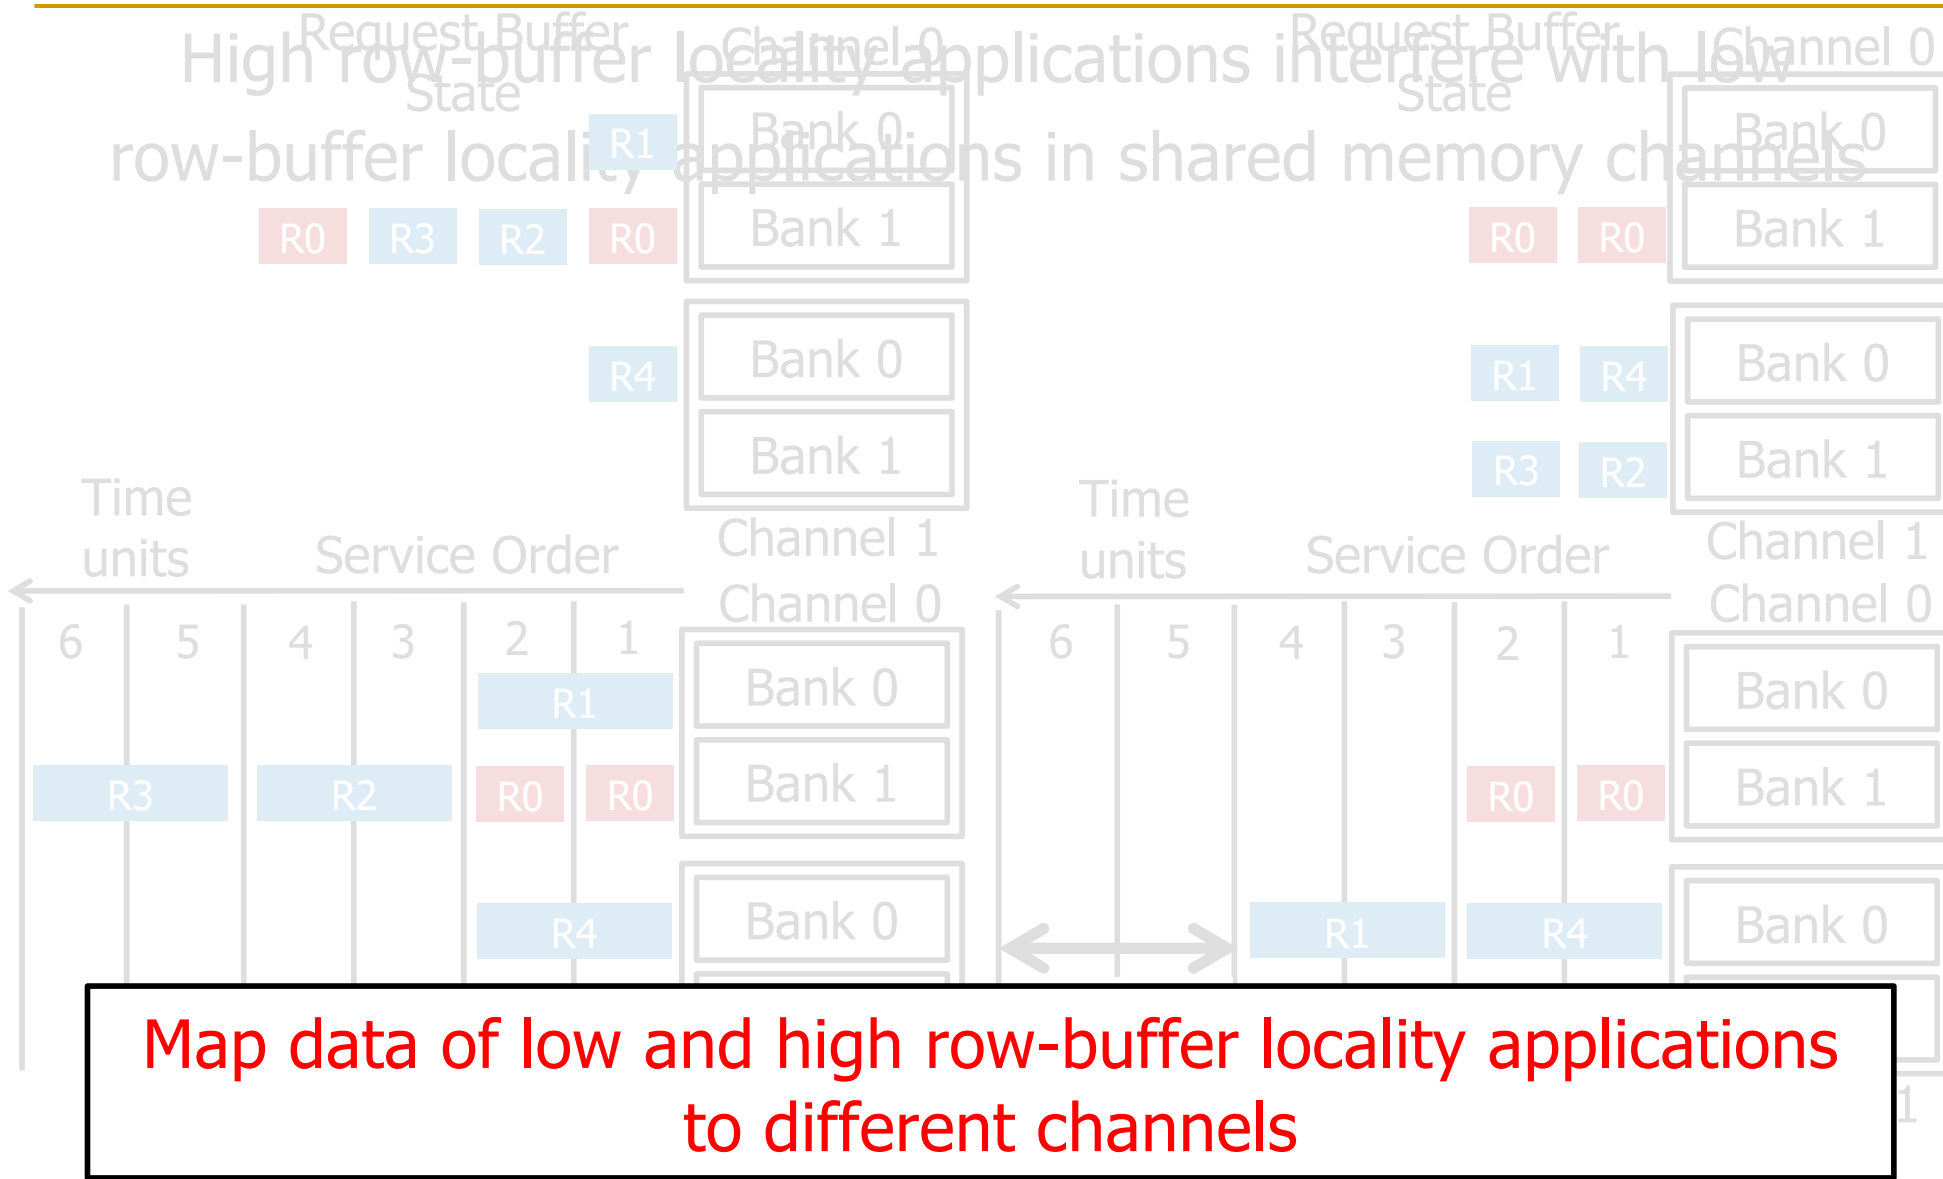 High row-buffer locality applications interfere with low
row-buffer locality applications in shared memory channels
Request Buffer
State
Channel 0
R1
Bank 0
R0 R3 R2 R0
Bank 1
R4
Bank 0
Bank 1
Channel 1
Time
units
Service Order
Channel 0
6 5 4 3 2 1
R1
Bank 0
R3 R2 R0 R0
Bank 1
R4
Bank 0
Request Buffer
State
Channel 0
Bank 0
R0 R0
Bank 1
R1 R4
Bank 0
R3 R2
Bank 1
Channel 1
Time
units
Service Order
Channel 0
6 5 4 3 2 1
Bank 0
R0 R0
Bank 1
R1 R4
Bank 0
1
Map data of low and high row-buffer locality applications
to different channels